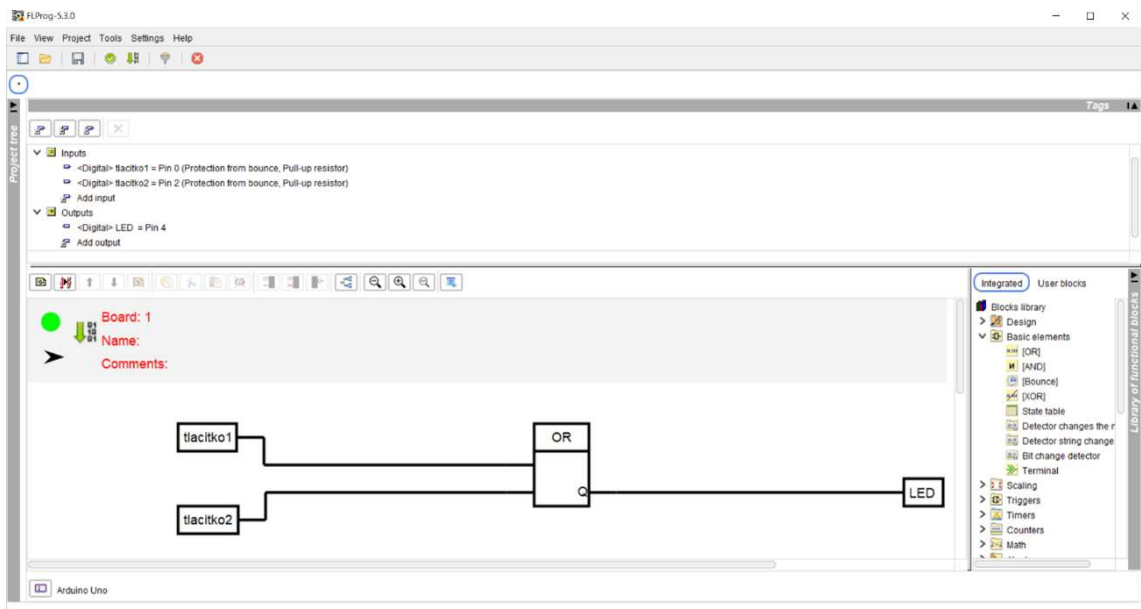 FLProg-5.3.0
File View Project Tools Settings Help
Tags
Project tree
Inputs
<Digital> tlacitko1 = Pin 0 (Protection from bounce, Pull-up resistor)
<Digital> tlacitko2 = Pin 2 (Protection from bounce, Pull-up resistor)
Add input
Outputs
<Digital> LED = Pin 4
Add output
Board: 1
Name:
Comments:
tlacitko1
OR
Q
LED
tlacitko2
Integrated User blocks
Blocks library
Design
Basic elements
[OR]
[AND]
[Bounce]
[XOR]
State table
Detector changes the
Detector string change
Bit change detector
Terminal
Scaling
Triggers
Timers
Counters
Math
Library of functional blocks
Arduino Uno